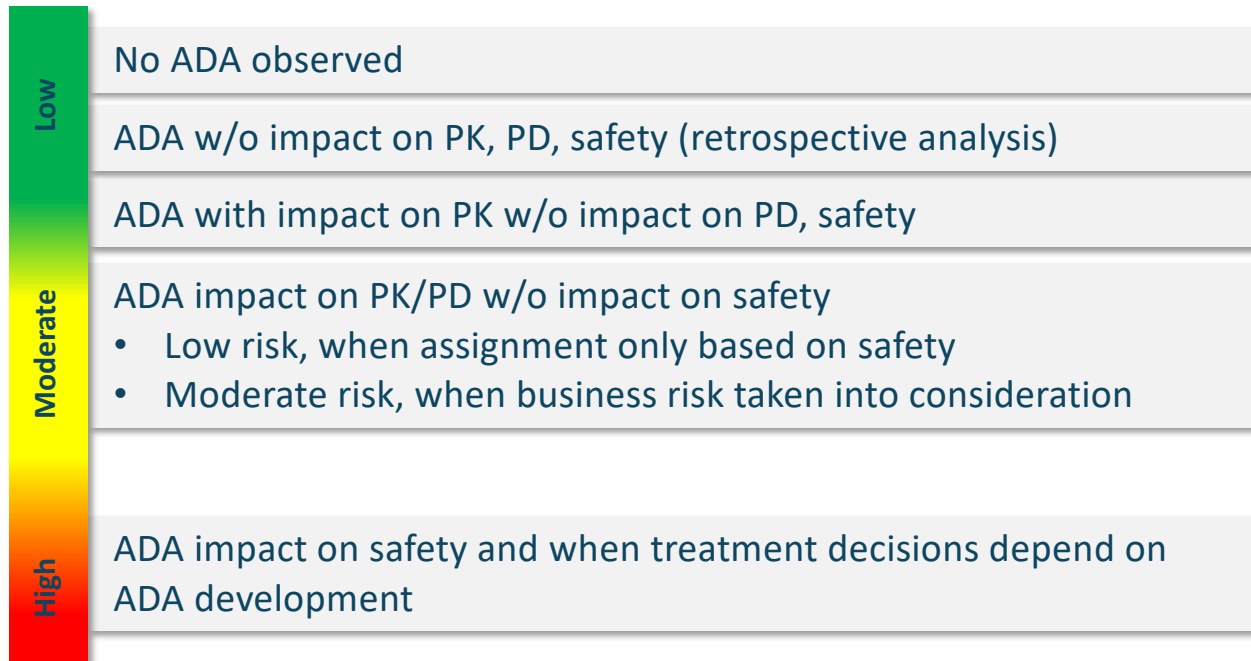 Low
No ADA observed
ADA w/o impact on PK, PD, safety (retrospective analysis)
ADA with impact on PK w/o impact on PD, safety
Moderate
ADA impact on PK/PD w/o impact on safety
• Low risk, when assignment only based on safety
• Moderate risk, when business risk taken into consideration
High
ADA impact on safety and when treatment decisions depend on
ADA development